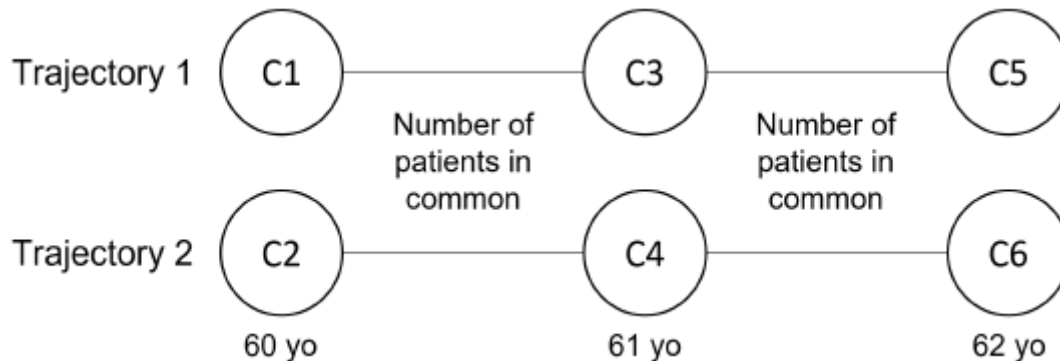 Trajectory 1 C1 C3 C5
Number of
patients in
common
Number of
patients in
common
Trajectory 2 C2 C4 C6
60 yo 61 yo 62 yo